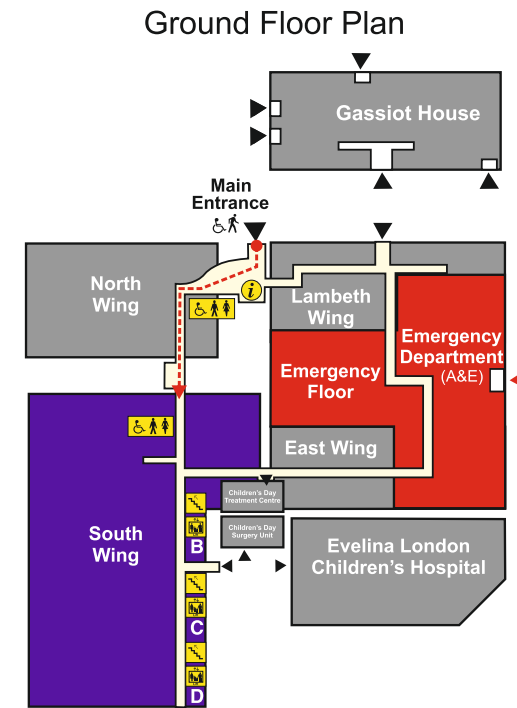 Ground Floor Plan
Gassiot House
Main
Entrance
North
Wing
i
Lambeth
Wing
Emergency
Department
(A&E)
Emergency
Floor
East Wing
Children's Day
Treatment Centre
Children's Day
Surgery Unit
South
Wing
B
Evelina London
Children's Hospital
C
D